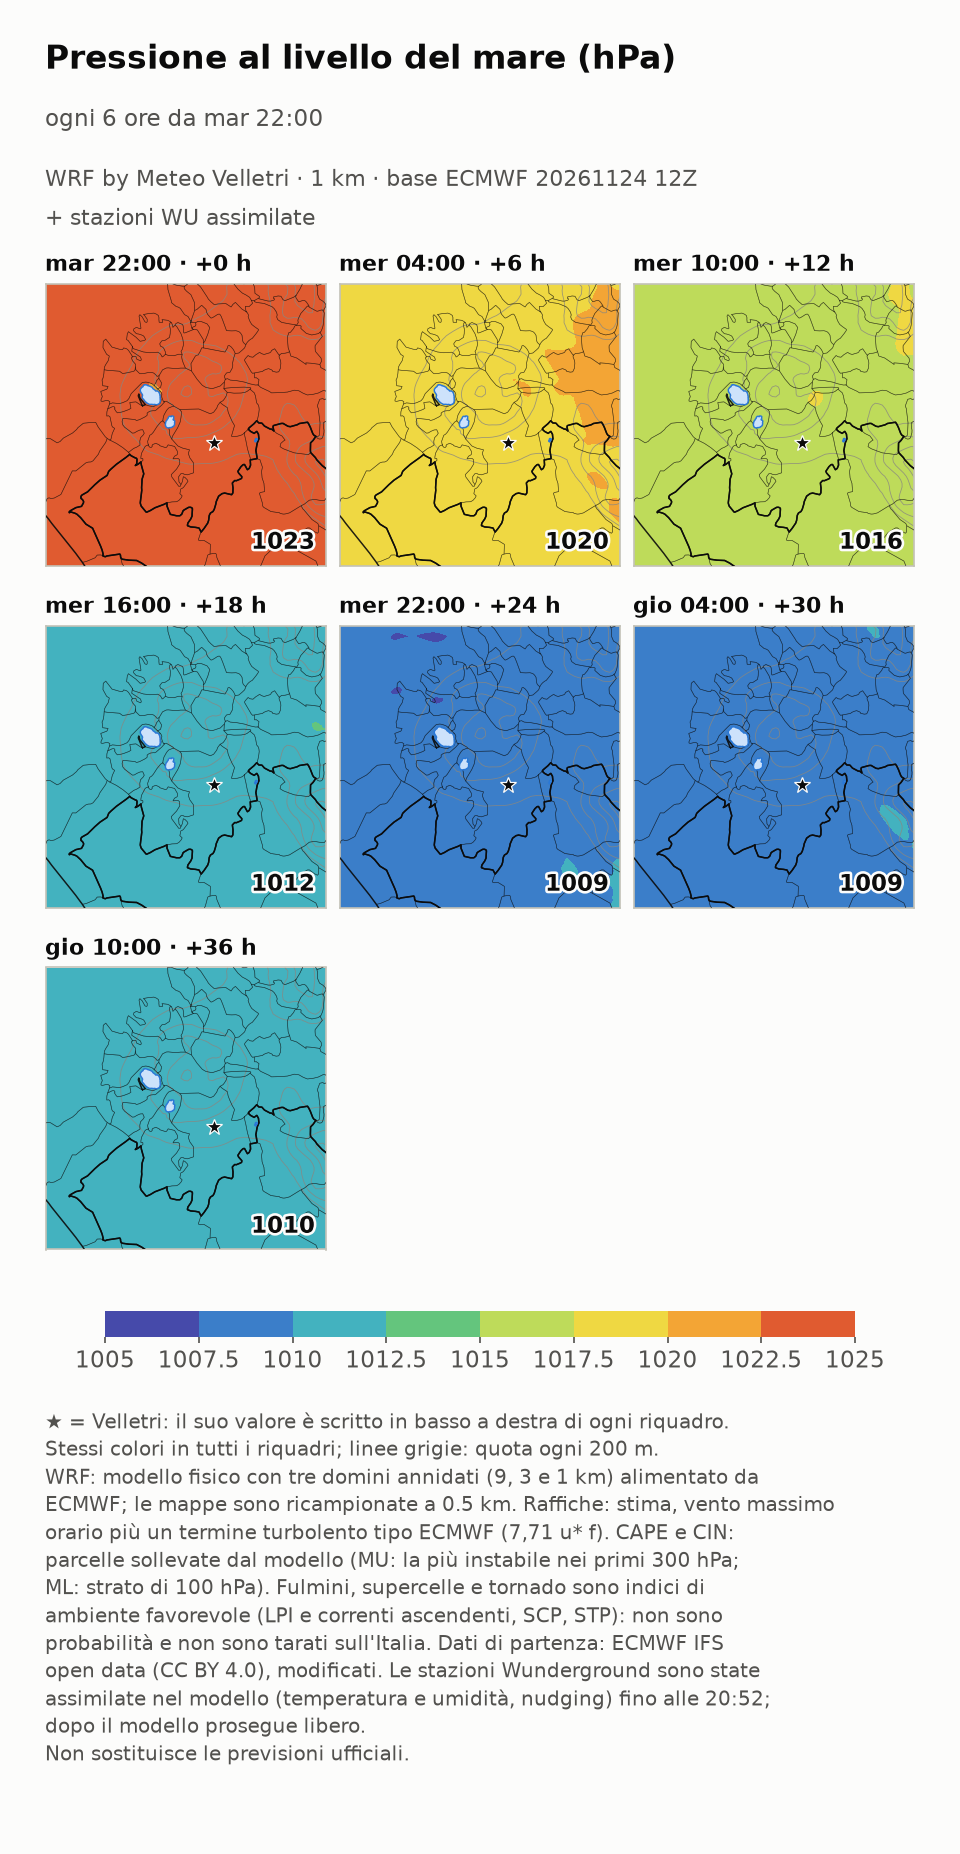 Pressione al livello del mare (hPa)
ogni 6 ore da mar 22:00
WRF by Meteo Velletri · 1 km · base ECMWF 20261124 12Z
+ stazioni WU assimilate
mar 22:00 · +0 h
mer 04:00 · +6 h
mer 10:00 · +12 h
1023
1020
1016
mer 16:00 · +18 h
mer 22:00 · +24 h
gio 04:00 · +30 h
1012
1009
1009
gio 10:00 · +36 h
1010
1005 1007.5 1010 1012.5 1015 1017.5 1020 1022.5 1025
★ = Velletri: il suo valore è scritto in basso a destra di ogni riquadro.
Stessi colori in tutti i riquadri; linee grigie: quota ogni 200 m.
WRF: modello fisico con tre domini annidati (9, 3 e 1 km) alimentato da
ECMWF; le mappe sono ricampionate a 0.5 km. Raffiche: stima, vento massimo
orario più un termine turbolento tipo ECMWF (7,71 u* f). CAPE e CIN:
parcelle sollevate dal modello (MU: la più instabile nei primi 300 hPa;
ML: strato di 100 hPa). Fulmini, supercelle e tornado sono indici di
ambiente favorevole (LPI e correnti ascendenti, SCP, STP): non sono
probabilità e non sono tarati sull'Italia. Dati di partenza: ECMWF IFS
open data (CC BY 4.0), modificati. Le stazioni Wunderground sono state
assimilate nel modello (temperatura e umidità, nudging) fino alle 20:52;
dopo il modello prosegue libero.
Non sostituisce le previsioni ufficiali.